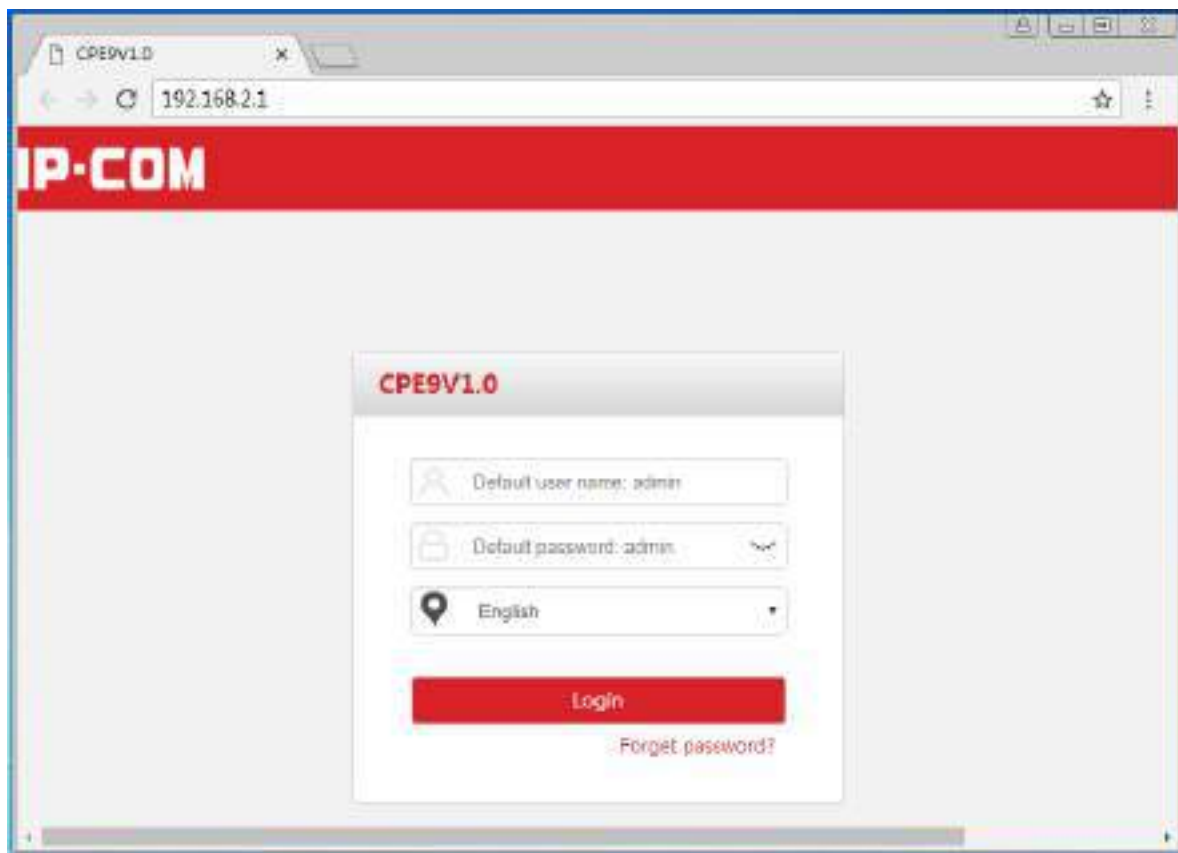 CPE9V1.0
192.168.2.1
IP-COM
CPE9V1.0
Default user name: admin
Default password: admin
English
Login
Forget password?